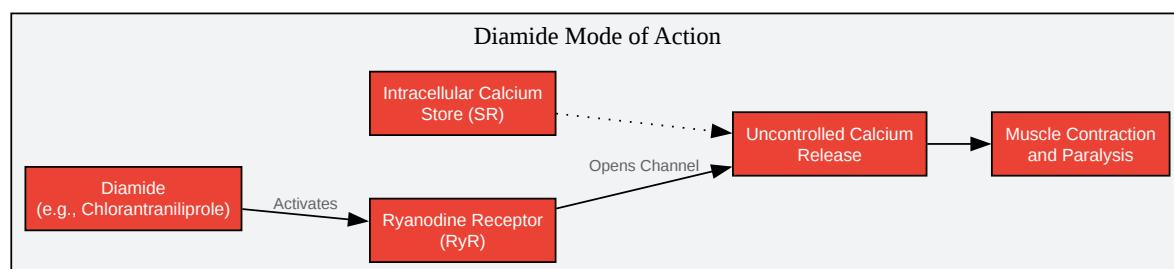 Diamide Mode of Action
Intracellular Calcium
Store (SR)
Uncontrolled Calcium
Release
Muscle Contraction
and Paralysis
Opens Channel
Diamide
(e.g., Chlorantraniliprole)
Activates
Ryanodine Receptor
(RyR)